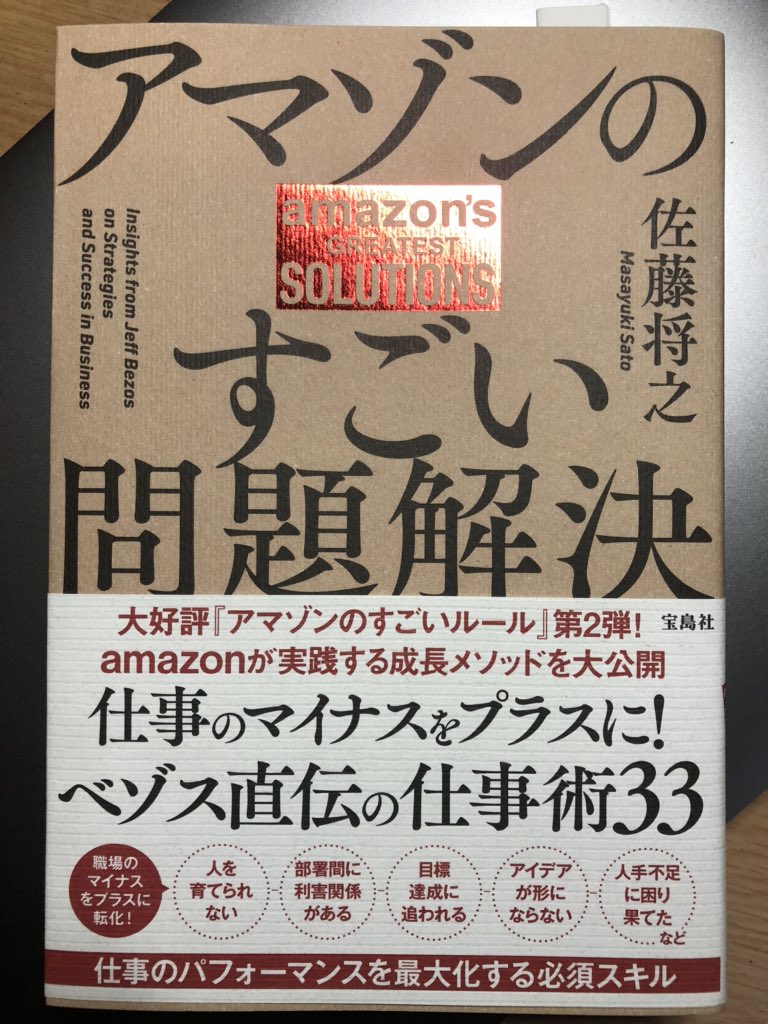 アマゾンの
amazon's
GREATEST
SOLUTIONS
佐藤将之
Masayuki Sato
Insights from Jeff Bezos
on Strategies
and Success in Business
すごい
問題解決
大好評『アマゾンのすごいルール』第2弾!
宝島社
amazonが実践する成長メソッドを大公開
仕事のマイナスをプラスに!
ベゾス直伝の仕事術33
職場の
マイナス
をプラスに
転化!
人を
育てられ
ない
部署間に
利害関係
がある
目標
達成に
追われる
アイデア
が形に
ならない
人手不足
に困り
果てた
……など
仕事のパフォーマンスを最大化する必須スキル